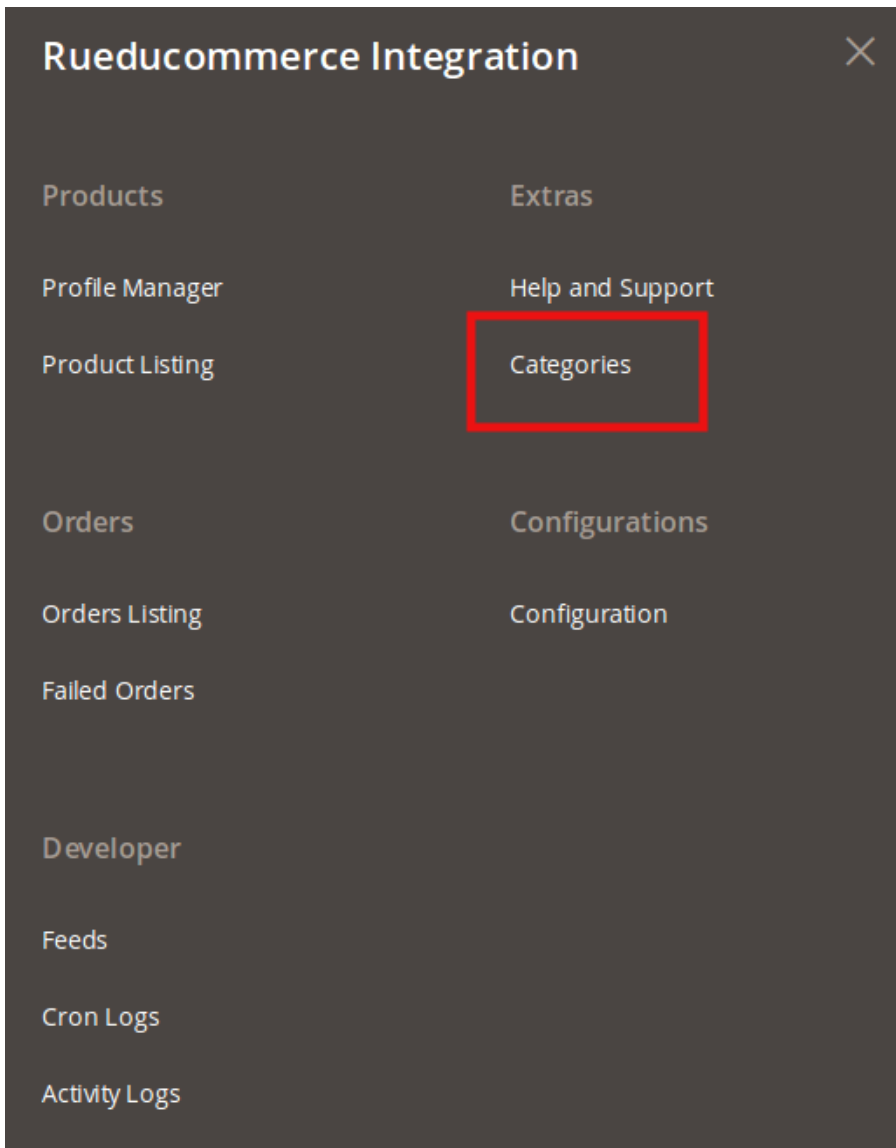 Rueducommerce Integration
Products
Profile Manager
Product Listing
Extras
Help and Support
Categories
Orders
Orders Listing
Failed Orders
Configurations
Configuration
Developer
Feeds
Cron Logs
Activity Logs